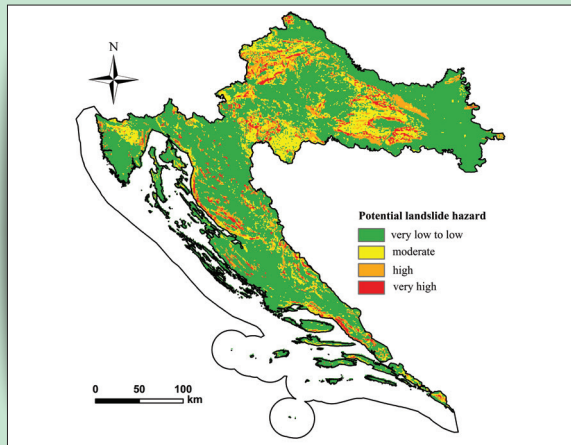 N
Potential landslide hazard
very low to low
moderate
high
very high
0 50 100
km